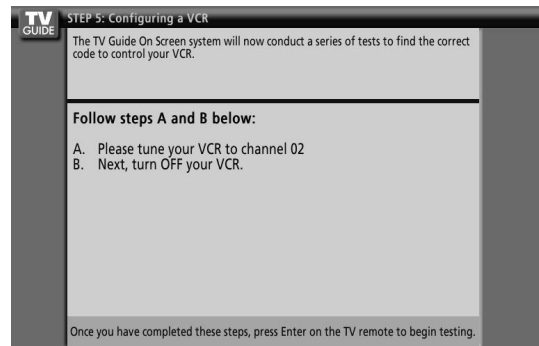 TV
GUIDE
STEP 5: Configuring a VCR
The TV Guide On Screen system will now conduct a series of tests to find the correct
code to control your VCR.
Follow steps A and B below:
A. Please tune your VCR to channel 02
B. Next, turn OFF your VCR.
Once you have completed these steps, press Enter on the TV remote to begin testing.